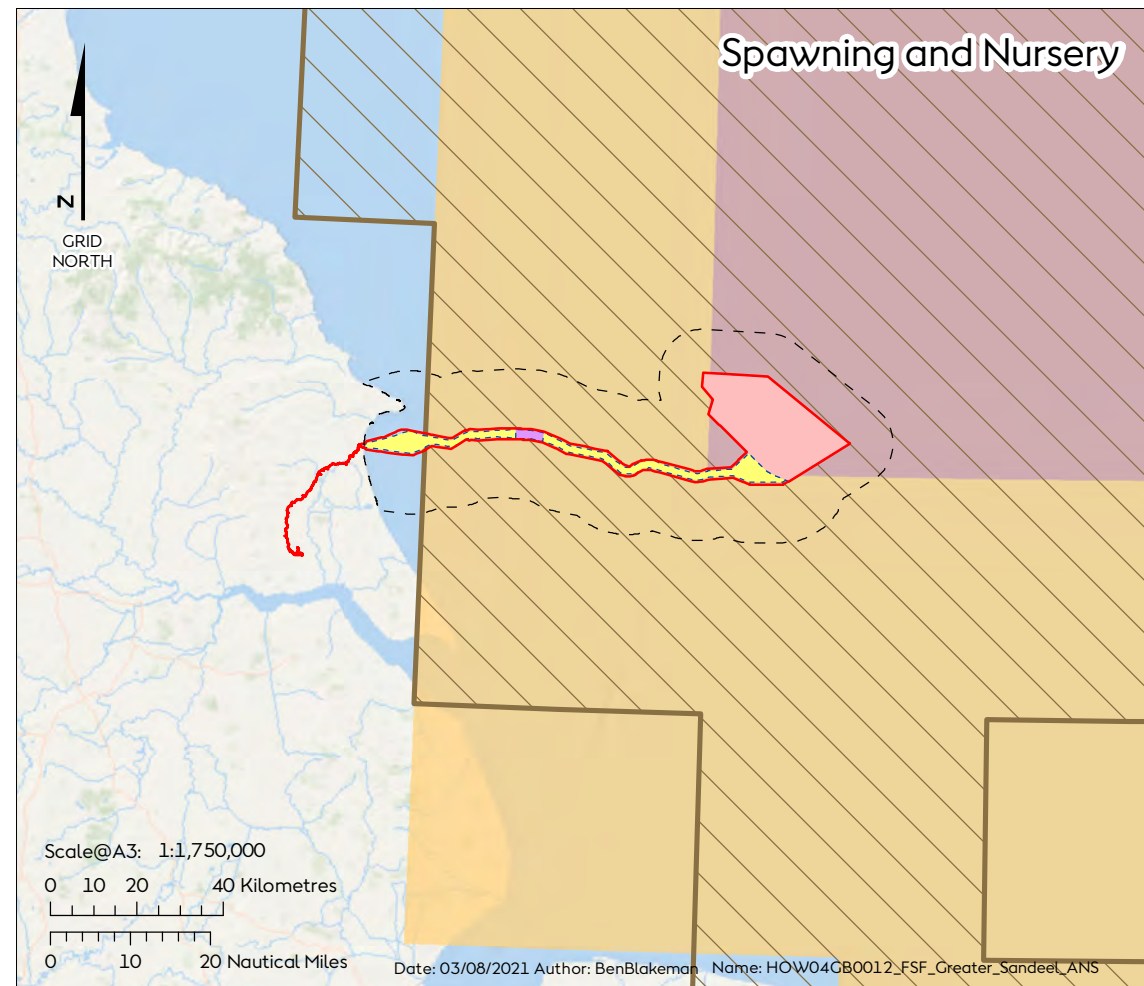 Spawning and Nursery
N
GRID
NORTH
Scale@A3: 1:1,750,000
0 10 20 40 Kilometres
0 10 20 Nautical Miles
Date: 03/08/2021 Author: BenBlakeman Name: HOW04GB0012_FSF_Greater_Sandeel_ANS